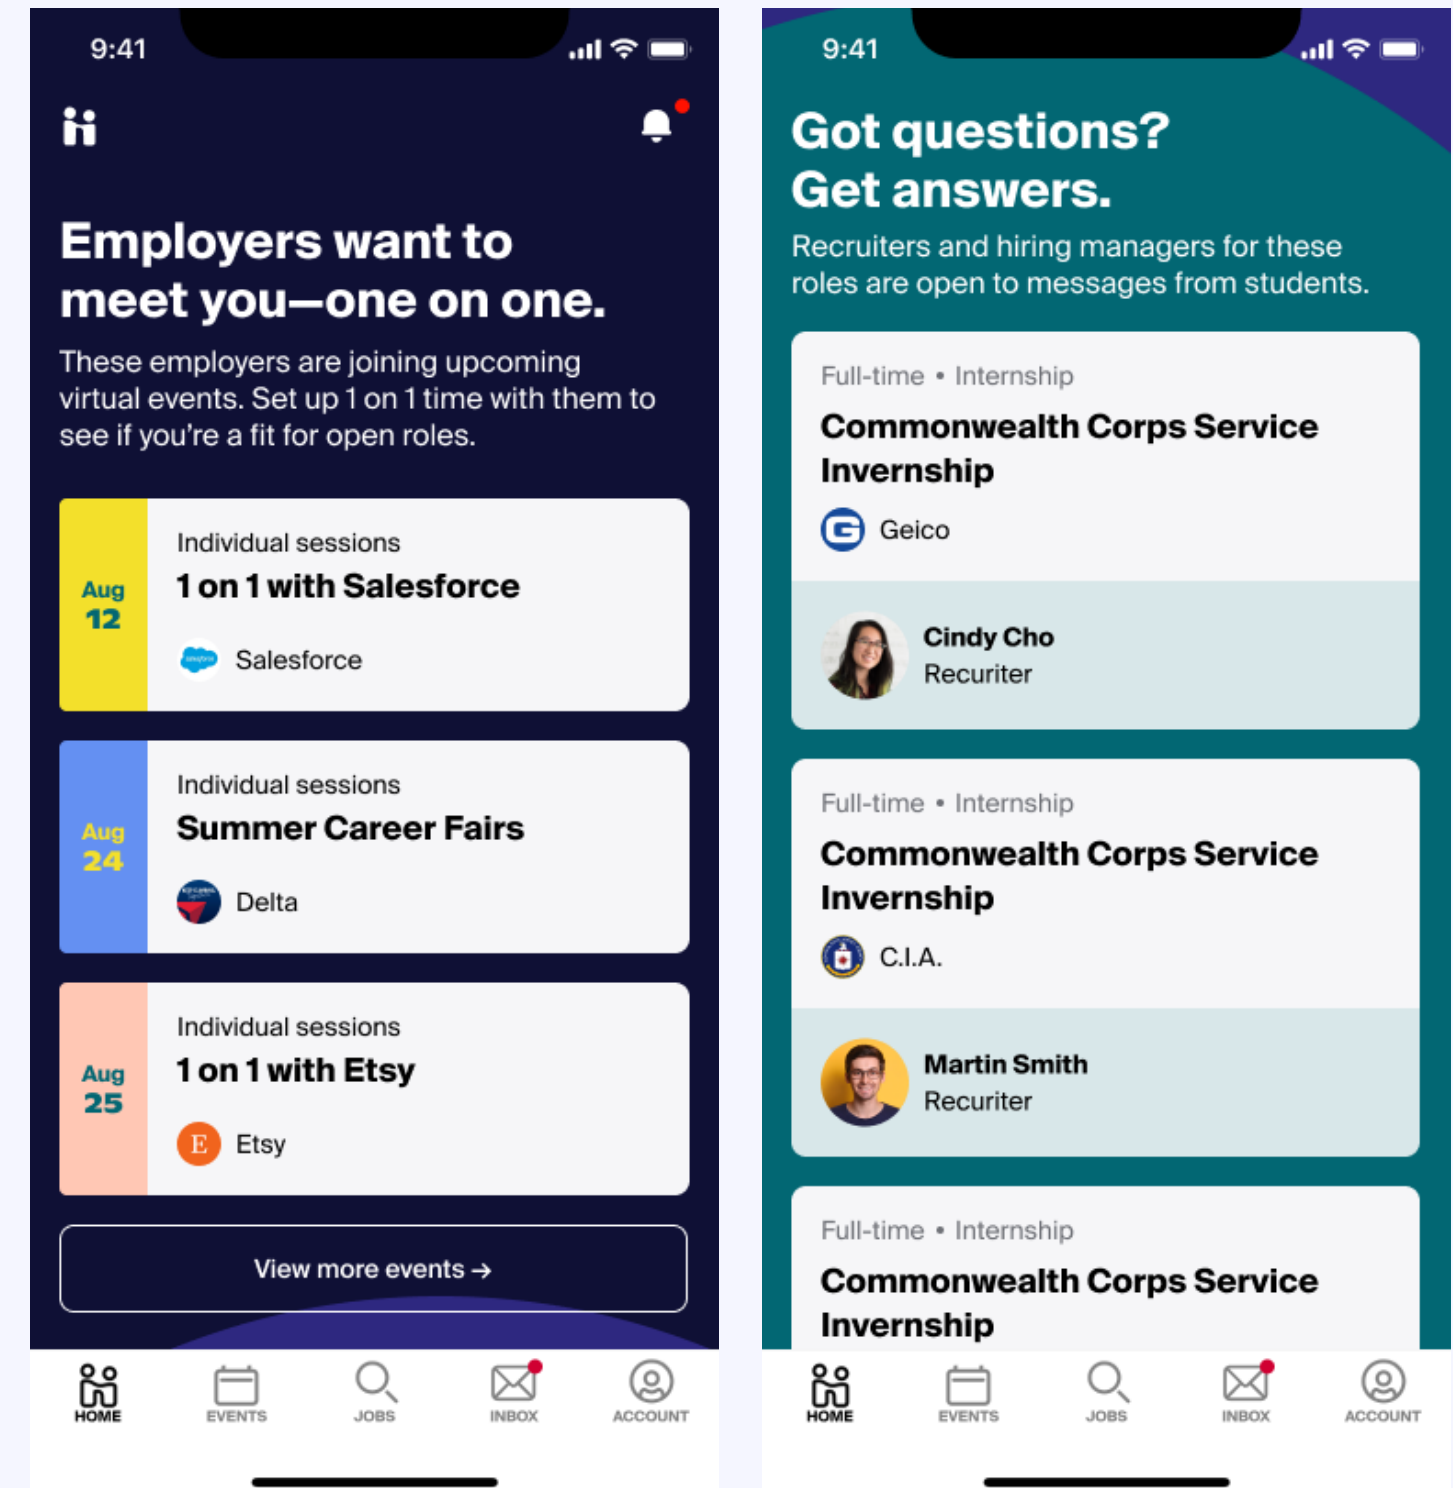 9:41
Employers want to
meet you—one on one.
These employers are joining upcoming
virtual events. Set up 1 on 1 time with them to
see if you're a fit for open roles.
Aug
12
Individual sessions
1 on 1 with Salesforce
Salesforce
Aug
24
Individual sessions
Summer Career Fairs
Delta
Aug
25
Individual sessions
1 on 1 with Etsy
E
Etsy
View more events →
HOME
EVENTS
JOBS
INBOX
ACCOUNT
9:41
Got questions?
Get answers.
Recruiters and hiring managers for these
roles are open to messages from students.
Full-time • Internship
Commonwealth Corps Service
Invernship
G
Geico
Cindy Cho
Recuriter
Full-time • Internship
Commonwealth Corps Service
Invernship
C.I.A.
Martin Smith
Recuriter
Full-time • Internship
Commonwealth Corps Service
Invernship
HOME
EVENTS
JOBS
INBOX
ACCOUNT